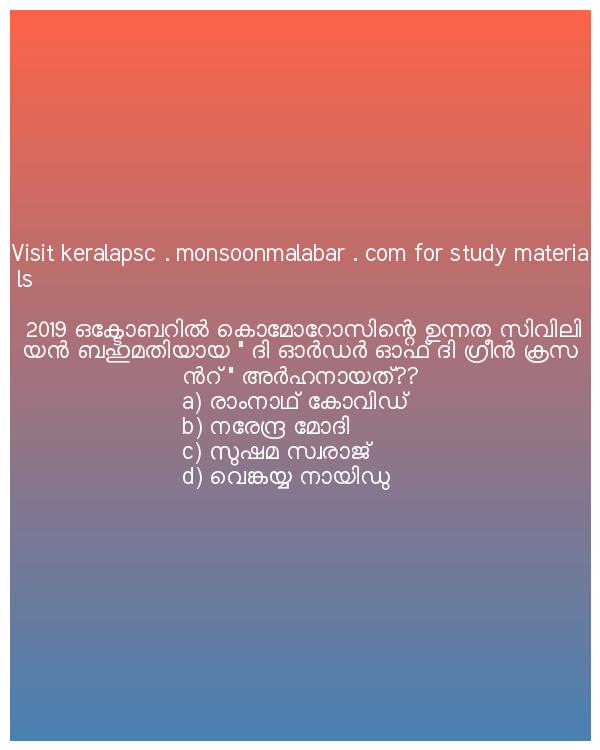 Visit keralapsc . monsoonmalabar . com for study materia
ls
2019 ഒക്ടോബറിൽ കൊമോറോസിന്റെ ഉന്നത സിവിലി
യൻ ബഹുമതിയായ " ദി ഓർഡർ ഓഫ് ദി ഗ്രീൻ ക്രസ
ൻറ് " അർഹനായത്??
a) രാംനാഥ് കോവിഡ്
b) നരേന്ദ്ര മോദി
c) സുഷമ സ്വരാജ്
d) വെങ്കയ്യ നായിഡു